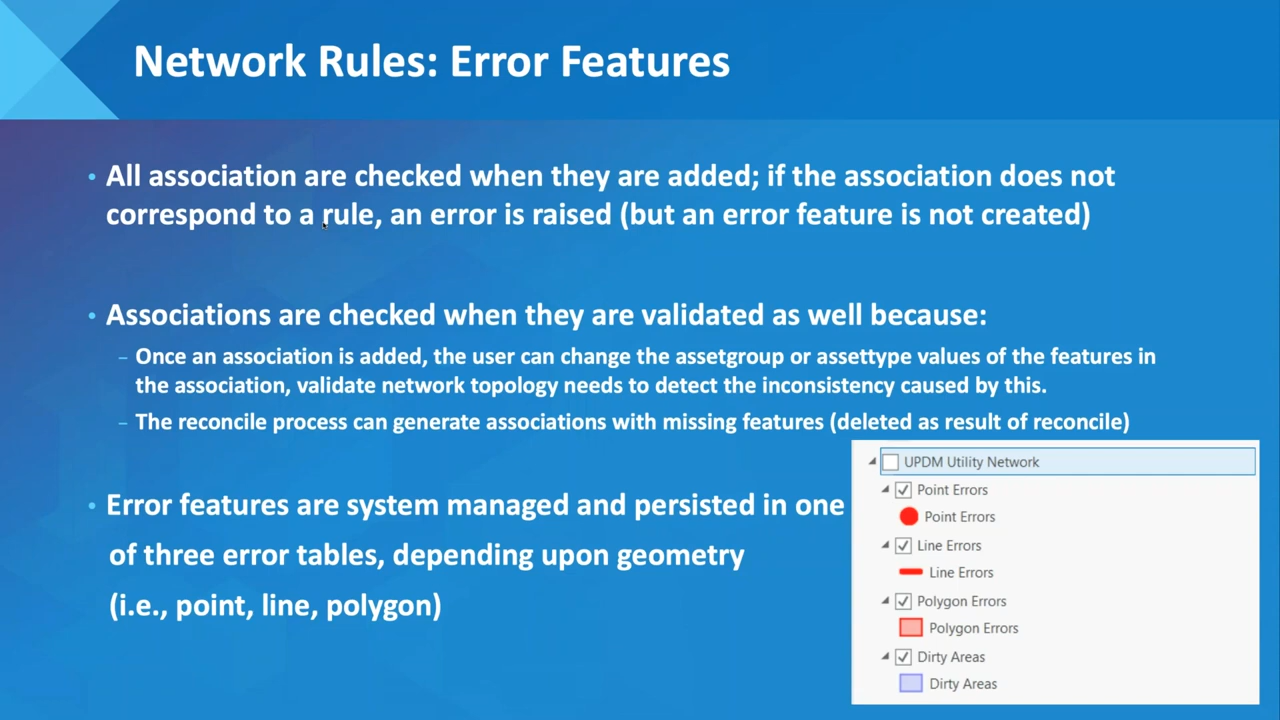 Network Rules: Error Features
• All association are checked when they are added; if the association does not
correspond to a rule, an error is raised (but an error feature is not created)
• Associations are checked when they are validated as well because:
– Once an association is added, the user can change the assetgroup or assettype values of the features in
the association, validate network topology needs to detect the inconsistency caused by this.
– The reconcile process can generate associations with missing features (deleted as result of reconcile)
• Error features are system managed and persisted in one
of three error tables, depending upon geometry
(i.e., point, line, polygon)
UPDM Utility Network
Point Errors
Point Errors
Line Errors
Line Errors
Polygon Errors
Polygon Errors
Dirty Areas
Dirty Areas